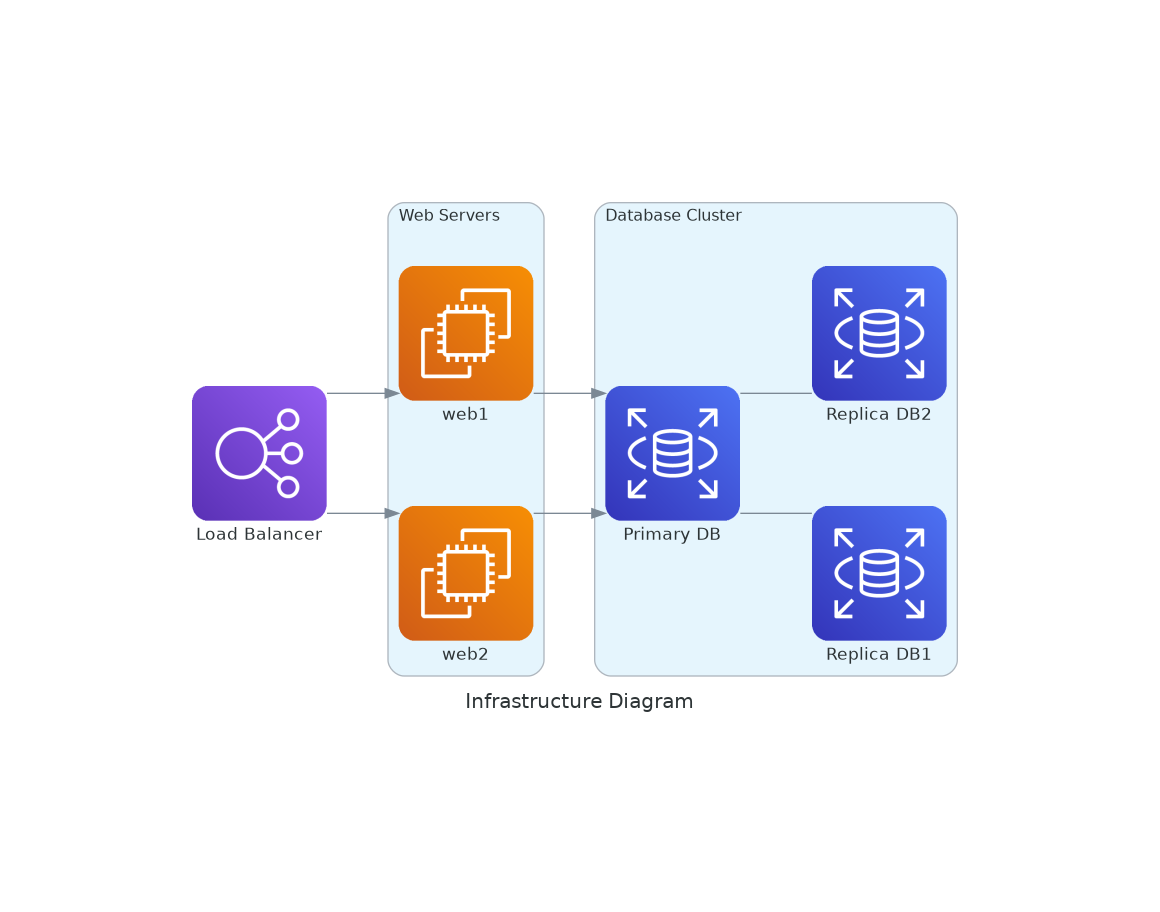 Web Servers
Database Cluster
web1
Replica DB2
Load Balancer
Primary DB
web2
Replica DB1
Infrastructure Diagram